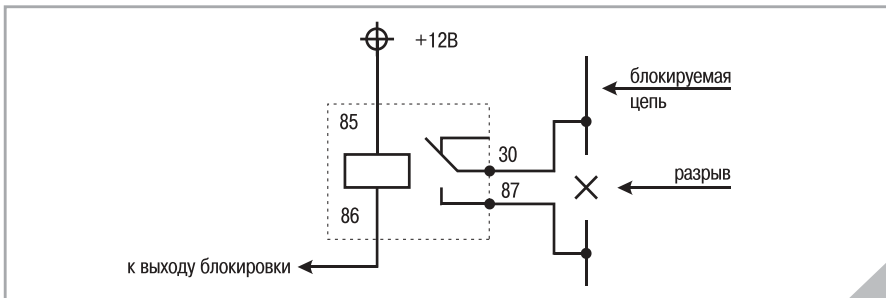 +12В
блокируемая
цепь
85
30
разрыв
87
86
к выходу блокировки